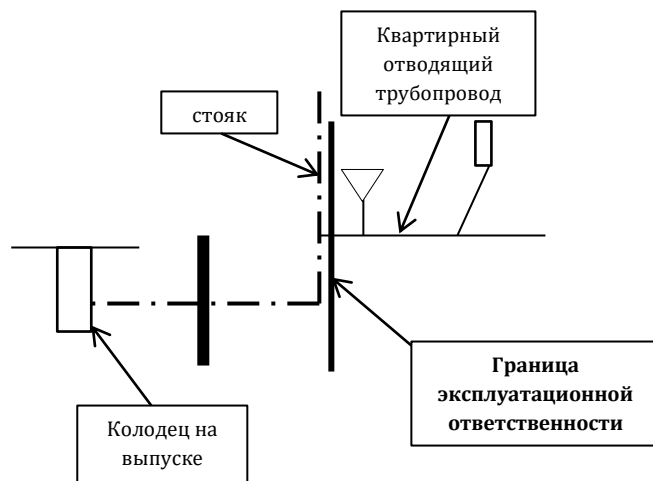 Квартирный
отводящий
трубопровод
стояк
Граница
эксплуатационной
ответственности
Колодец на
выпуске